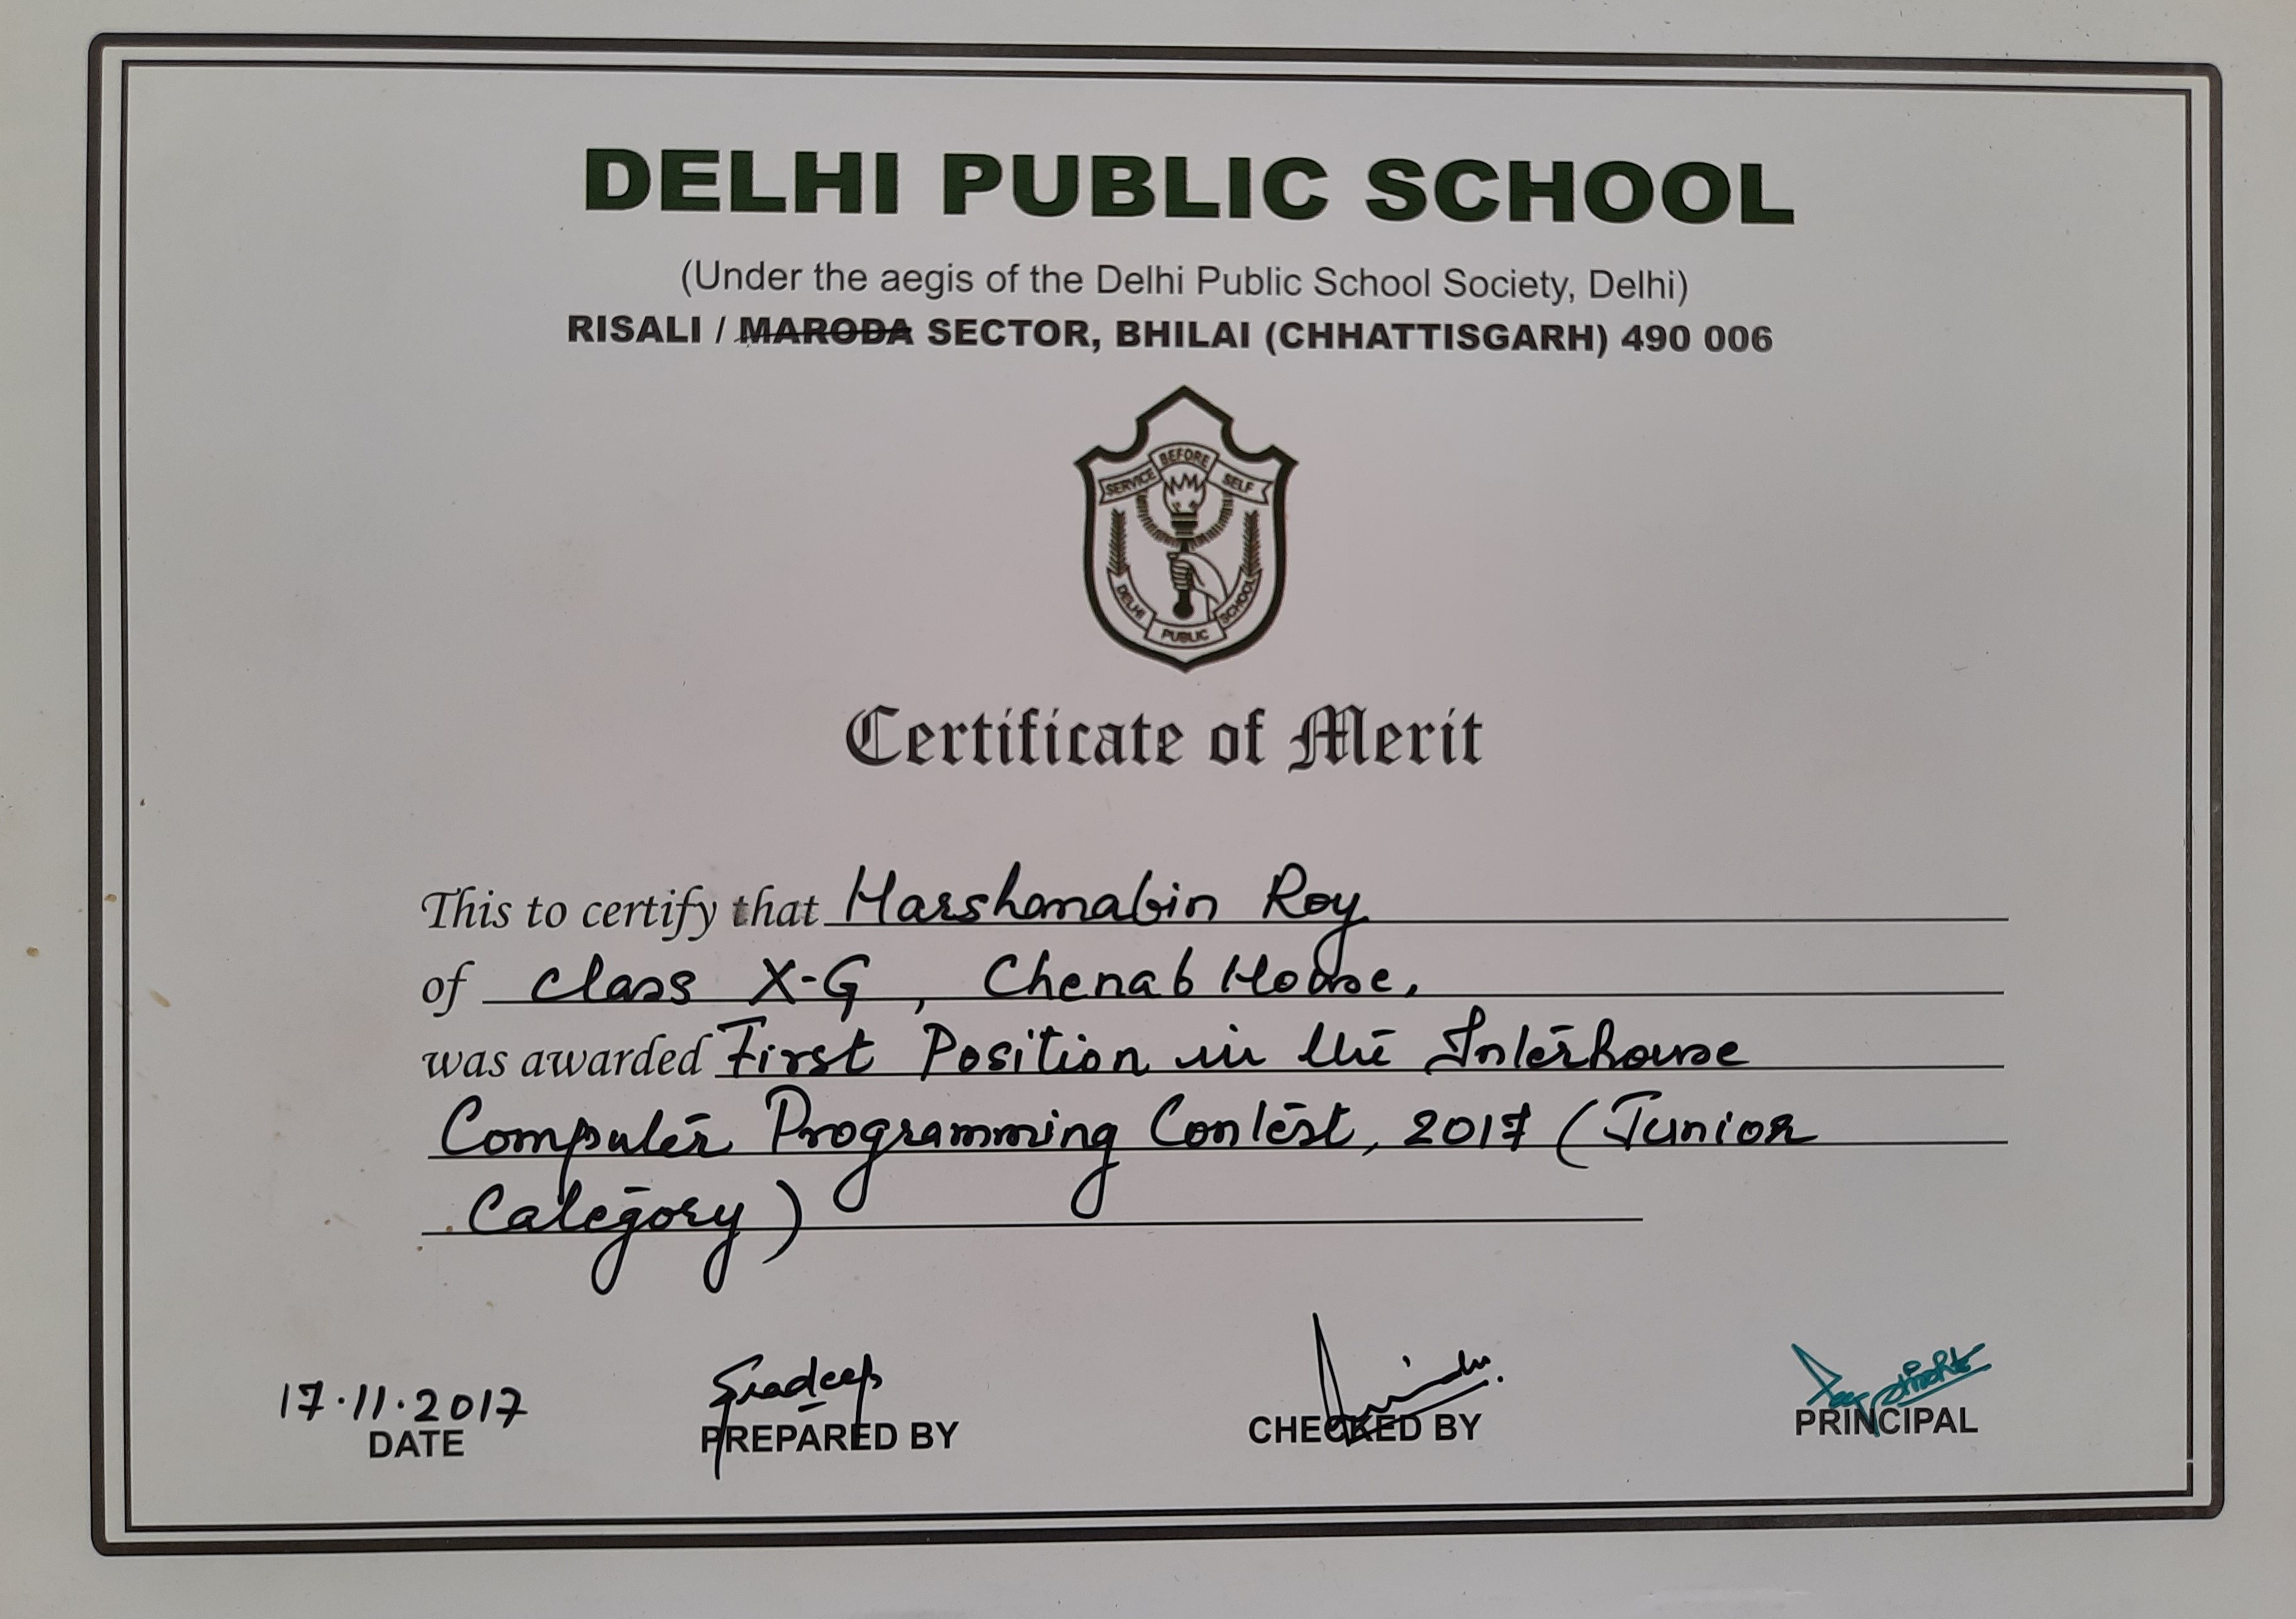 DELHI PUBLIC SCHOOL
(Under the aegis of the Delhi Public School Society, Delhi)
RISALI / MARODA SECTOR, BHILAI (CHHATTISGARH) 490 006
SERVICE BEFORE SELF
DELHI PUBLIC SCHOOL
Certificate of Merit
This to certify that Harshanabin Roy
of class X-G, Chenab House,
was awarded First Position in the Interhouse
Computer Programming Contest, 2017 (Junior
Category)
17.11.2017 Pradeep
DATE PREPARED BY CHECKED BY PRINCIPAL